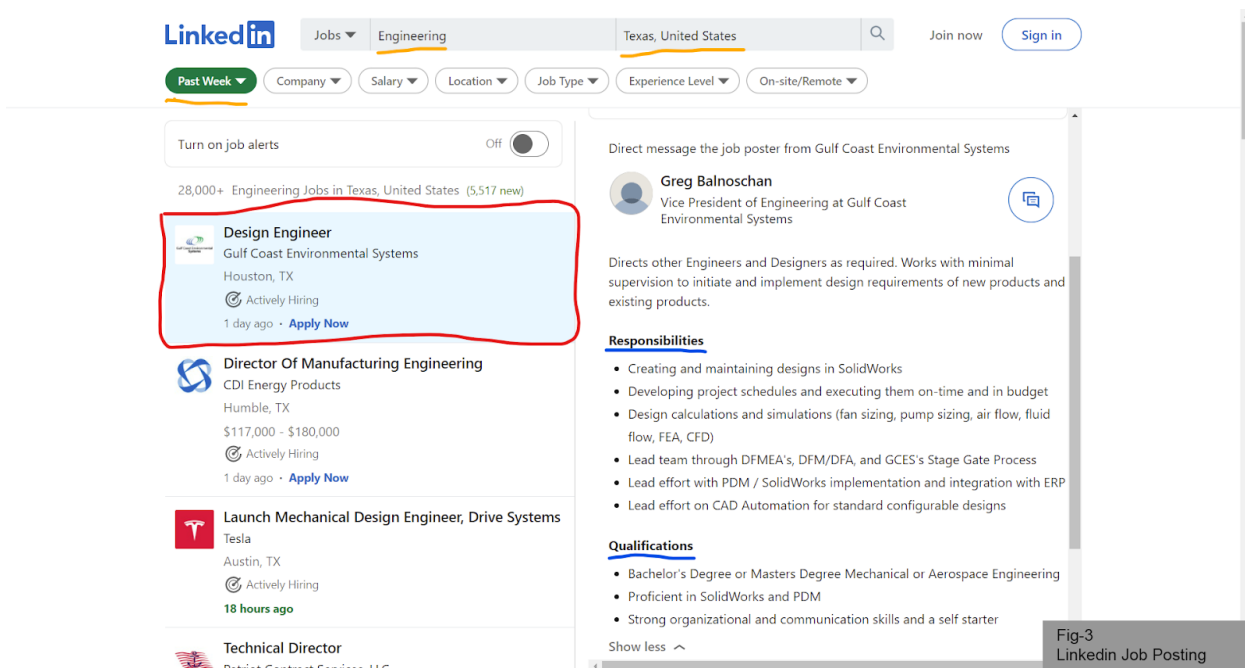 Linked in
Jobs
Engineering
Texas, United States
Join now
Sign in
Past Week
Company
Salary
Location
Job Type
Experience Level
On-site/Remote
Turn on job alerts
Off
28,000+ Engineering Jobs in Texas, United States (5,517 new)
Design Engineer
Gulf Coast Environmental Systems
Houston, TX
Actively Hiring
1 day ago · Apply Now
Director Of Manufacturing Engineering
CDI Energy Products
Humble, TX
$117,000 - $180,000
Actively Hiring
1 day ago · Apply Now
Launch Mechanical Design Engineer, Drive Systems
Tesla
Austin, TX
Actively Hiring
18 hours ago
Technical Director
Patriot Contract Services, LLC
Direct message the job poster from Gulf Coast Environmental Systems
Greg Balnoschan
Vice President of Engineering at Gulf Coast
Environmental Systems
Directs other Engineers and Designers as required. Works with minimal
supervision to initiate and implement design requirements of new products and
existing products.
Responsibilities
• Creating and maintaining designs in SolidWorks
• Developing project schedules and executing them on-time and in budget
• Design calculations and simulations (fan sizing, pump sizing, air flow, fluid
flow, FEA, CFD)
• Lead team through DFMEA's, DFM/DFA, and GCES's Stage Gate Process
• Lead effort with PDM / SolidWorks implementation and integration with ERP
• Lead effort on CAD Automation for standard configurable designs
Qualifications
• Bachelor's Degree or Masters Degree Mechanical or Aerospace Engineering
• Proficient in SolidWorks and PDM
• Strong organizational and communication skills and a self starter
Show less
Fig-3
Linkedin Job Posting